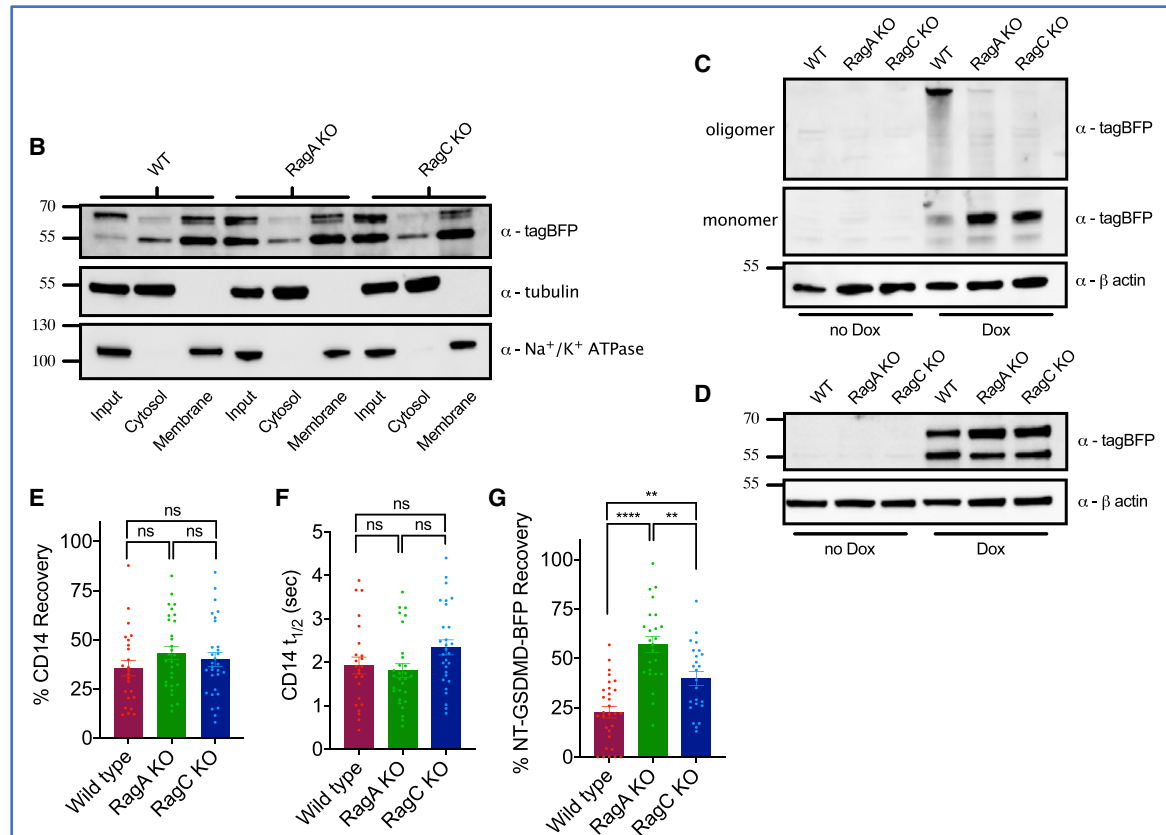 B
WT
RagA KO
RagC KO
70
55
α - tagBFP
55
α - tubulin
130
100
α - Na⁺/K⁺ ATPase
Input
Cytosol
Membrane
Input
Cytosol
Membrane
Input
Cytosol
Membrane
C
WT
RagA KO
RagC KO
WT
RagA KO
RagC KO
oligomer
α - tagBFP
monomer
α - tagBFP
55
α - β actin
no Dox
Dox
D
WT
RagA KO
RagC KO
WT
RagA KO
RagC KO
70
55
α - tagBFP
55
α - β actin
no Dox
Dox
E
ns
ns
ns
% CD14 Recovery
100
75
50
25
0
Wild type
RagA KO
RagC KO
F
ns
ns
ns
CD14 t1/2 (sec)
5
4
3
2
1
0
Wild type
RagA KO
RagC KO
G
**
****
**
% NT-GSDMD-BFP Recovery
100
75
50
25
0
Wild type
RagA KO
RagC KO